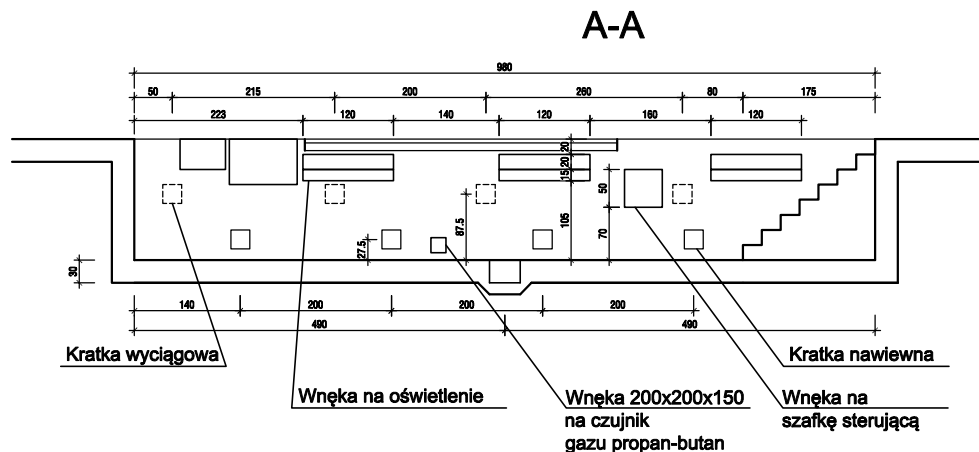 A-A
980
50 215 200 260 80 175
223 120 140 120 160 120
20
20
15
50
105
70
87.5
27.5
30
140 200 200 200
490 490
Kratka wyciągowa
Kratka nawiewna
Wnęka na oświetlenie
Wnęka 200x200x150
na czujnik
gazu propan-butan
Wnęka na
szafkę sterującą